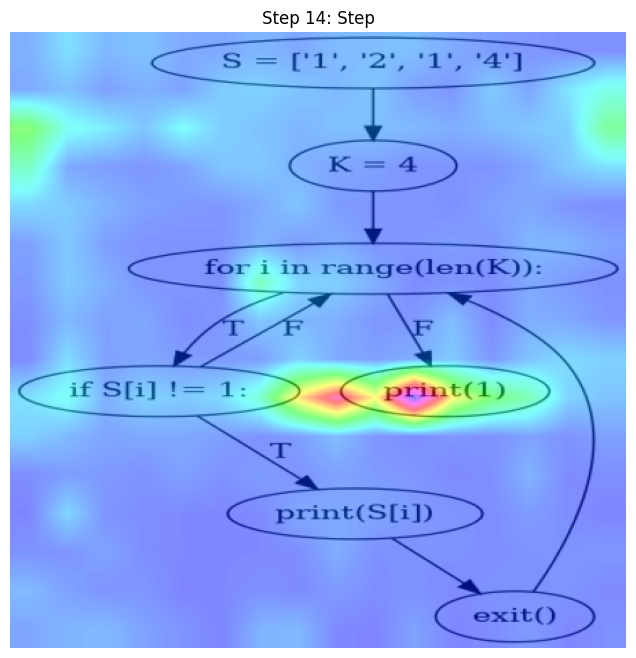 Step 14: Step
S = ['1', '2', '1', '4']
K = 4
for i in range(len(K)):
T
F
F
if S[i] != 1:
print(1)
T
print(S[i])
exit()